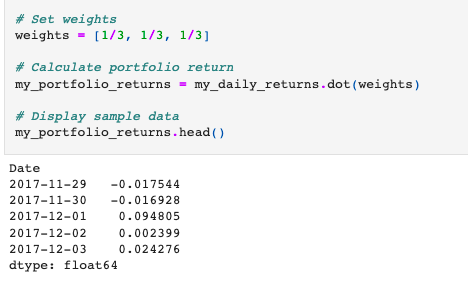 # Set weights
weights = [1/3, 1/3, 1/3]
# Calculate portfolio return
my_portfolio_returns = my_daily_returns.dot(weights)
# Display sample data
my_portfolio_returns.head()
Date
2017-11-29   -0.017544
2017-11-30   -0.016928
2017-12-01    0.094805
2017-12-02    0.002399
2017-12-03    0.024276
dtype: float64